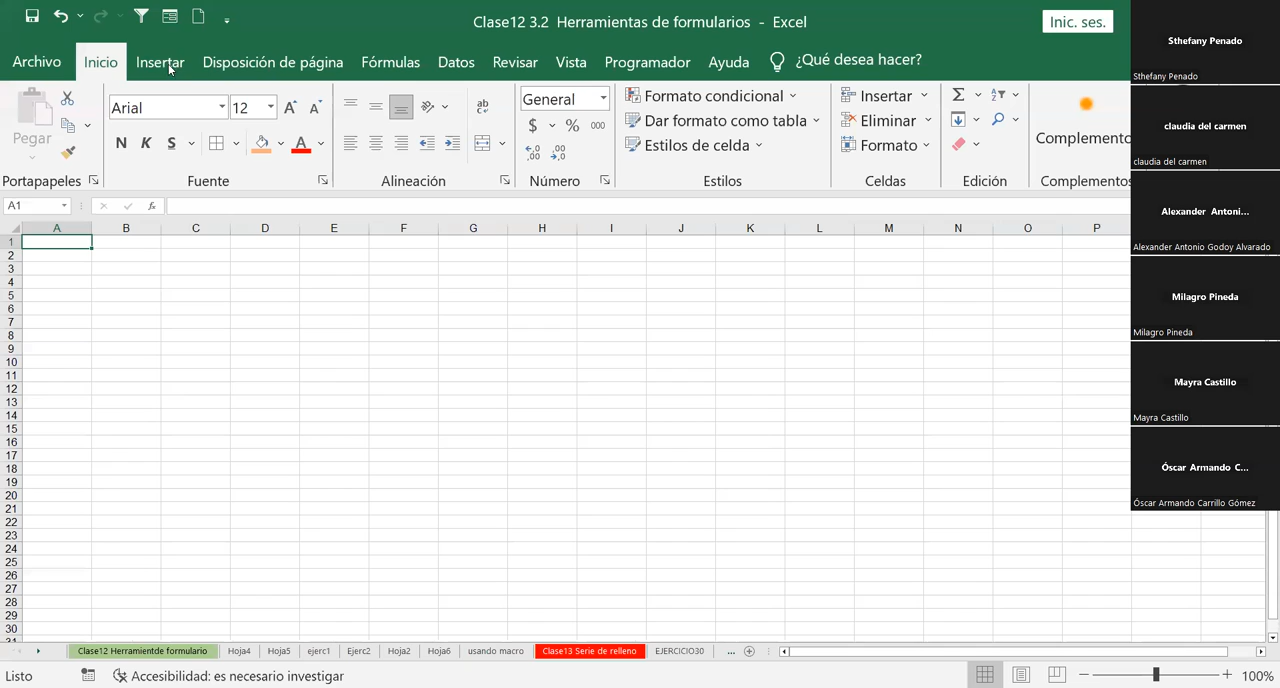 Clase12 3.2 Herramientas de formularios - Excel
Inic. ses.
Archivo Inicio Insertar Disposición de página Fórmulas Datos Revisar Vista Programador Ayuda ¿Qué desea hacer?
Pegar
Portapapeles
Arial 12
N K S
Fuente
Alineación
General
$ % 000
Número
Formato condicional
Dar formato como tabla
Estilos de celda
Estilos
Insertar
Eliminar
Formato
Celdas
Edición
Complemento
Complementos
A1 fx
A B C D E F G H I J K L M N O P
1
2
3
4
5
6
7
8
9
10
11
12
13
14
15
16
17
18
19
20
21
22
23
24
25
26
27
28
29
30
31
Sthefany Penado
Sthefany Penado
claudia del carmen
claudia del carmen
Alexander Antoni...
Alexander Antonio Godoy Alvarado
Milagro Pineda
Milagro Pineda
Mayra Castillo
Mayra Castillo
Óscar Armando C...
Óscar Armando Carrillo Gómez
Clase12 Herramientde formulario Hoja4 Hoja5 ejerc1 Ejerc2 Hoja2 Hoja6 usando macro Clase13 Serie de relleno EJERCICIO30 ...
Listo Accesibilidad: es necesario investigar 100%